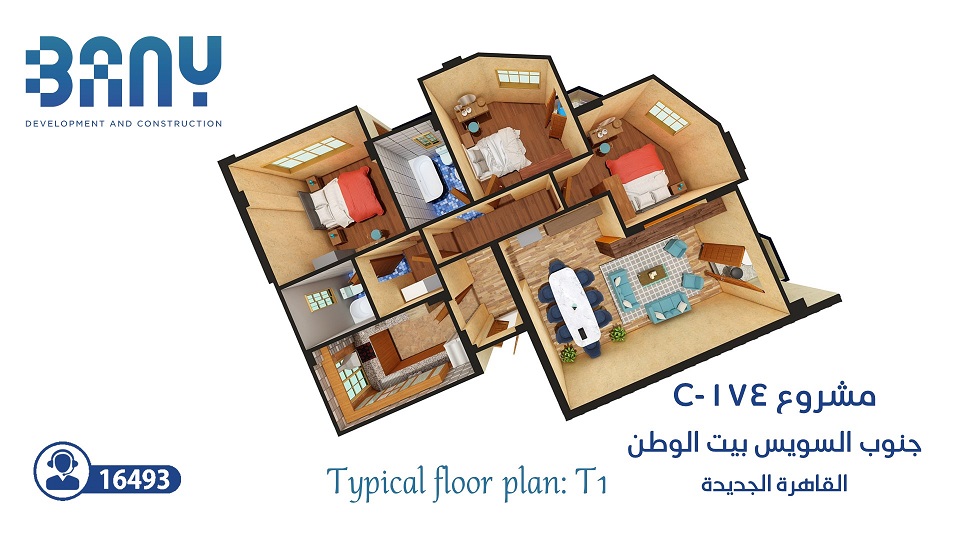 BANY
DEVELOPMENT AND CONSTRUCTION
مشروع C-١٧٤
جنوب السويس بيت الوطن
القاهرة الجديدة
Typical floor plan: T1
16493